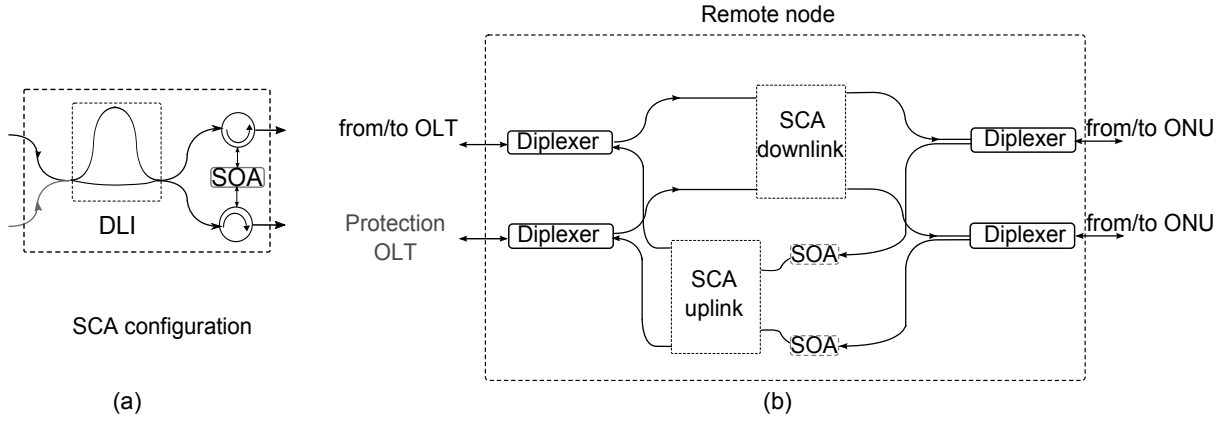 Remote node
SOA
DLI
SCA configuration
(a)
from/to OLT
Diplexer
SCA
downlink
Diplexer
from/to ONU
Protection
OLT
Diplexer
SCA
uplink
SOA
SOA
Diplexer
from/to ONU
(b)